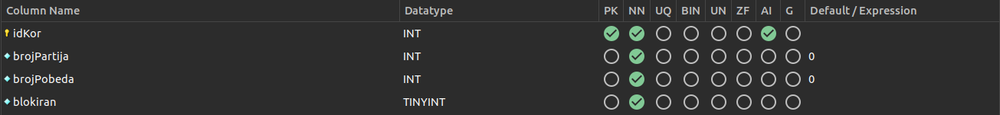 Column Name Datatype PK NN UQ BIN UN ZF AI G Default / Expression
idKor INT
brojPartija INT 0
brojPobeda INT 0
blokiran TINYINT